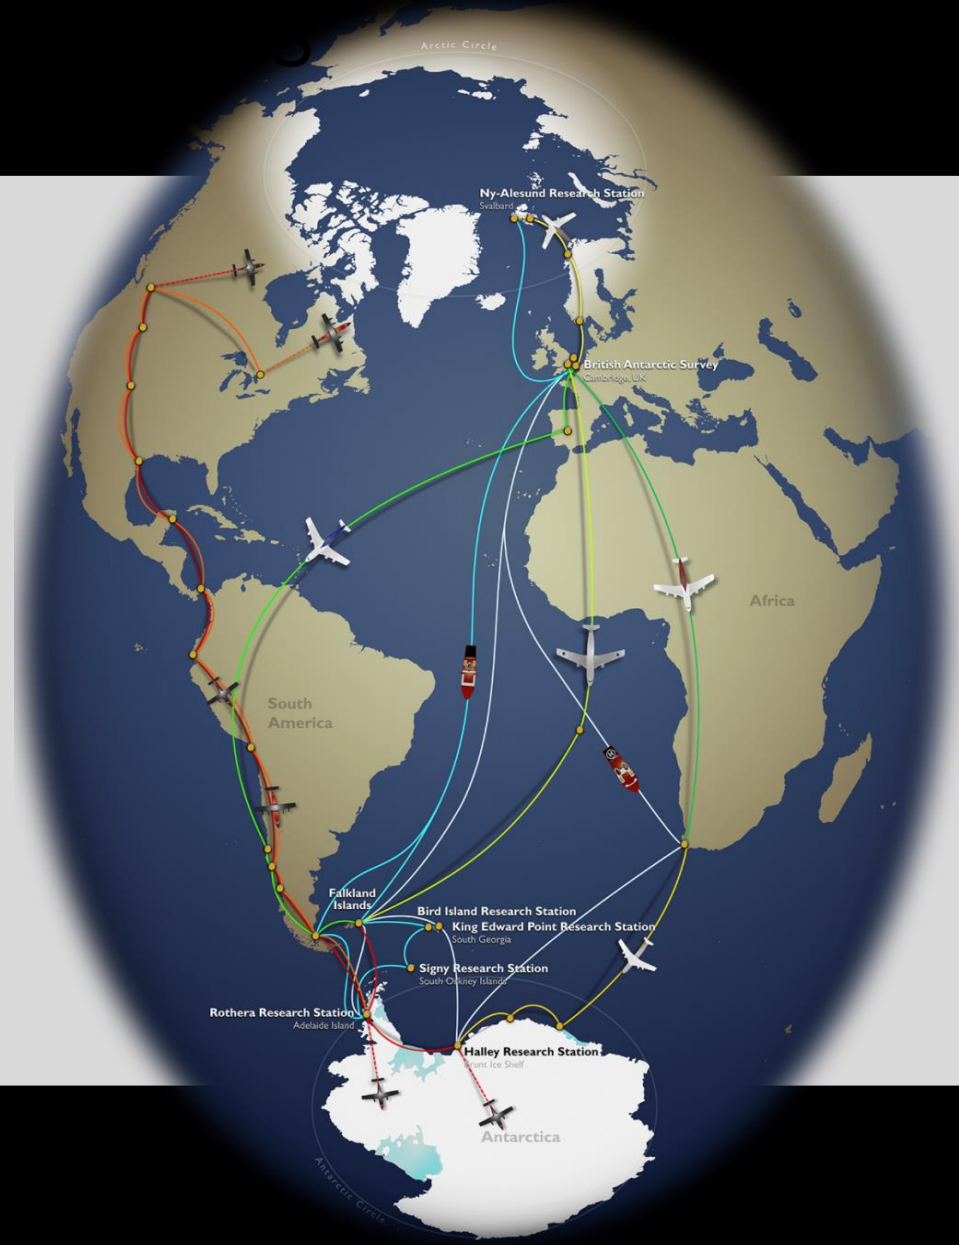 Arctic Circle
Ny-Alesund Research Station
Svalbard
British Antarctic Survey
Cambridge, UK
Africa
South
America
Falkland
Islands
Bird Island Research Station
King Edward Point Research Station
South Georgia
Signy Research Station
South Orkney Islands
Rothera Research Station
Adelaide Island
Halley Research Station
Brunt Ice Shelf
Antarctica
Antarctic Circle